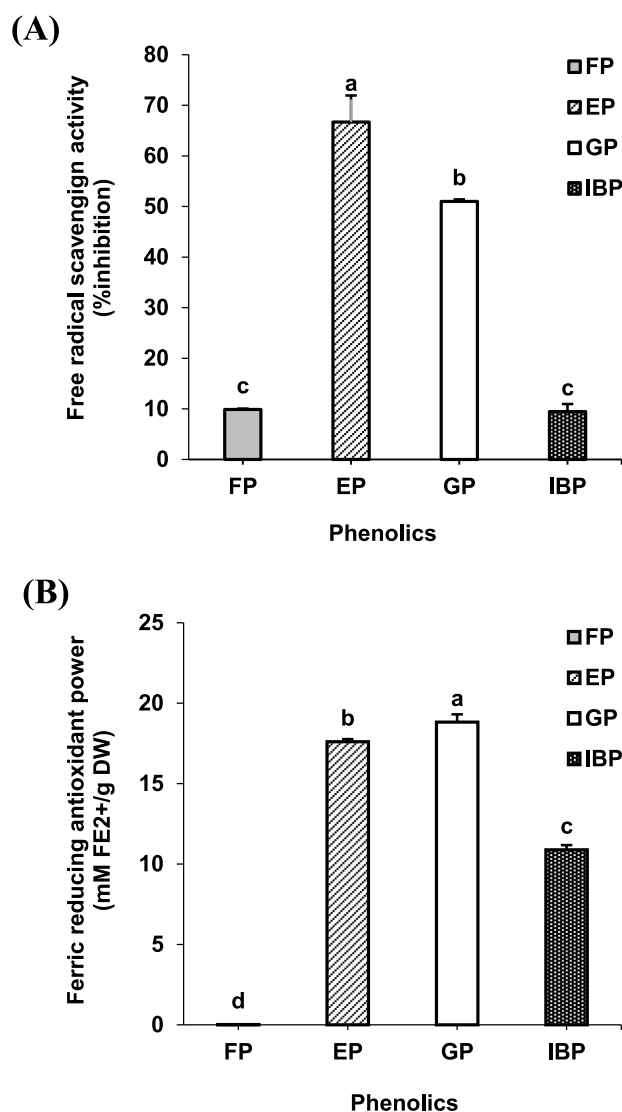 (A)
Free radical scavengign activity
(%inhibition)
80
70
60
50
40
30
20
10
0
c
a
b
c
FP
EP
GP
IBP
FP
EP
GP
IBP
Phenolics
(B)
Ferric reducing antioxidant power
(mM FE2+/g DW)
25
20
15
10
5
0
d
b
a
c
FP
EP
GP
IBP
FP
EP
GP
IBP
Phenolics